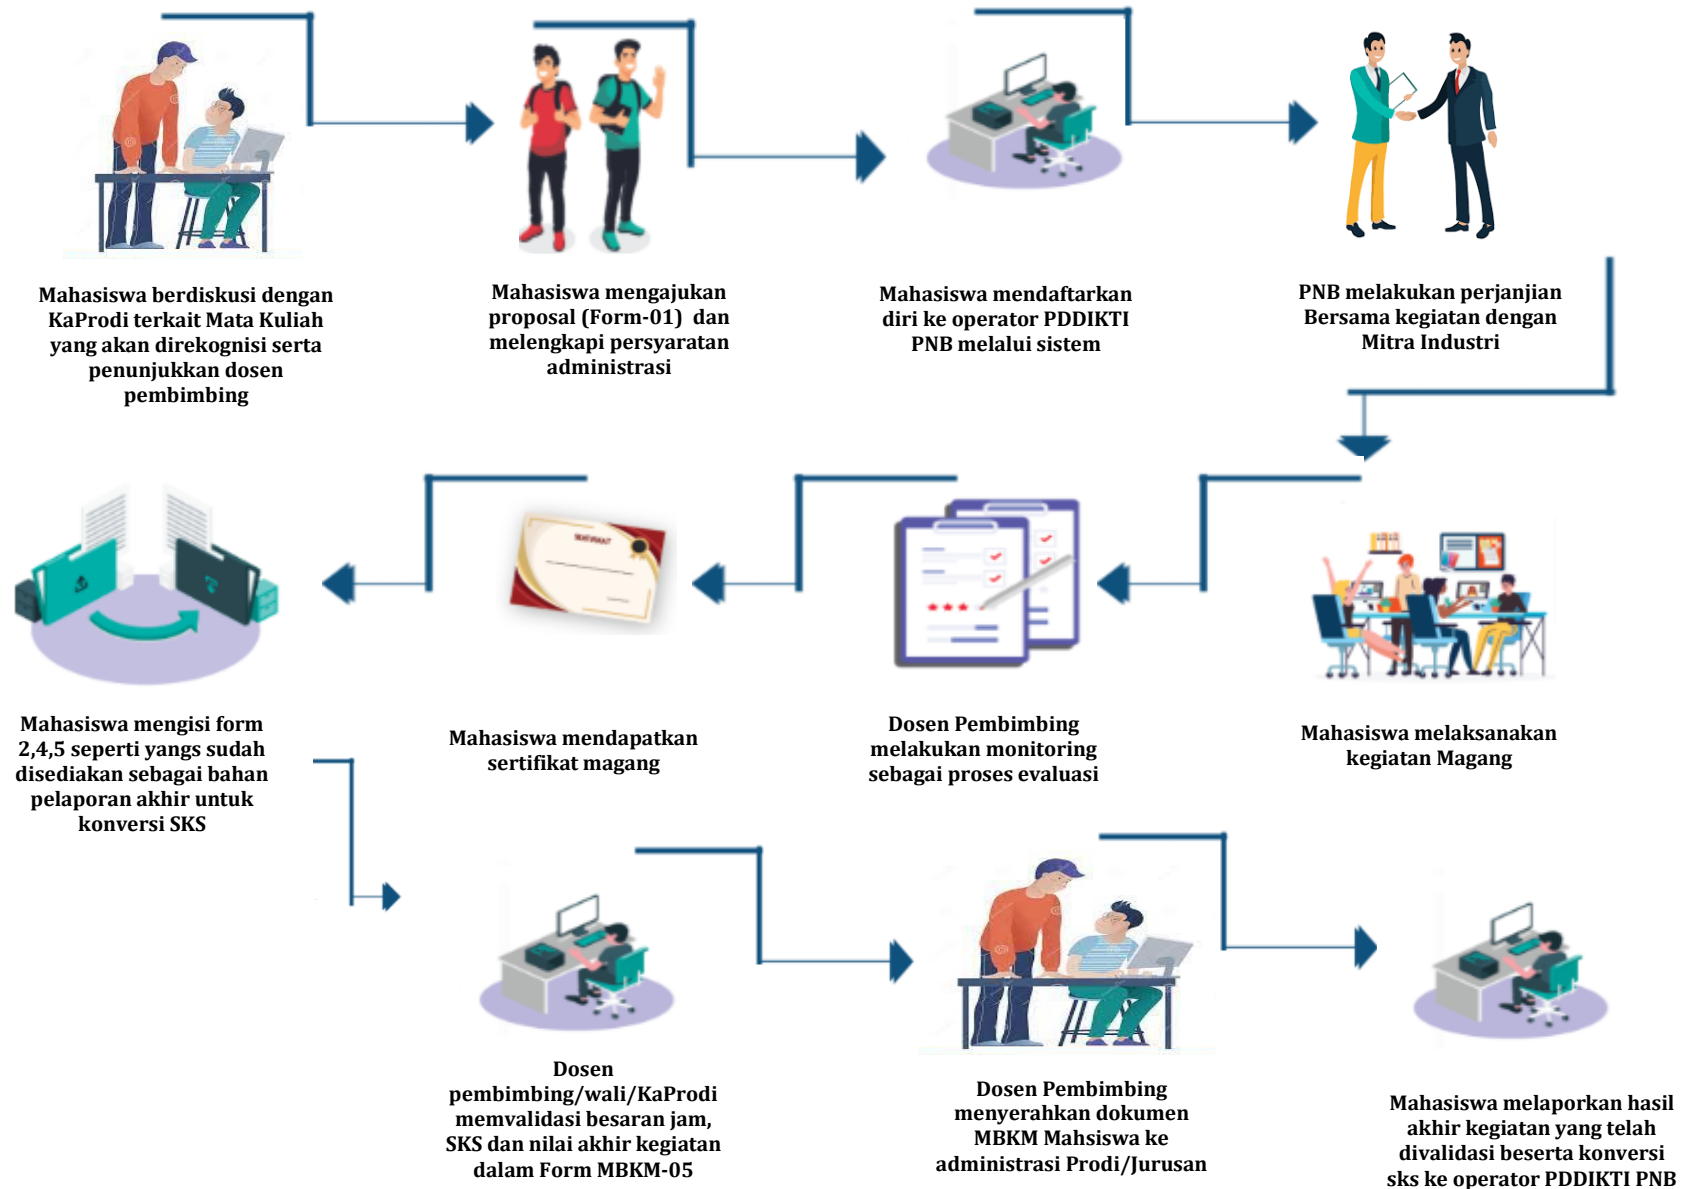 Mahasiswa berdiskusi dengan
KaProdi terkait Mata Kuliah
yang akan direkognisi serta
penunjukkan dosen
pembimbing
Mahasiswa mengajukan
proposal (Form-01) dan
melengkapi persyaratan
administrasi
Mahasiswa mendaftarkan
diri ke operator PDDIKTI
PNB melalui sistem
PNB melakukan perjanjian
Bersama kegiatan dengan
Mitra Industri
Mahasiswa melaksanakan
kegiatan Magang
Dosen Pembimbing
melakukan monitoring
sebagai proses evaluasi
Mahasiswa mendapatkan
sertifikat magang
Mahasiswa mengisi form
2,4,5 seperti yangs sudah
disediakan sebagai bahan
pelaporan akhir untuk
konversi SKS
Dosen
pembimbing/wali/KaProdi
memvalidasi besaran jam,
SKS dan nilai akhir kegiatan
dalam Form MBKM-05
Dosen Pembimbing
menyerahkan dokumen
MBKM Mahsiswa ke
administrasi Prodi/Jurusan
Mahasiswa melaporkan hasil
akhir kegiatan yang telah
divalidasi beserta konversi
sks ke operator PDDIKTI PNB